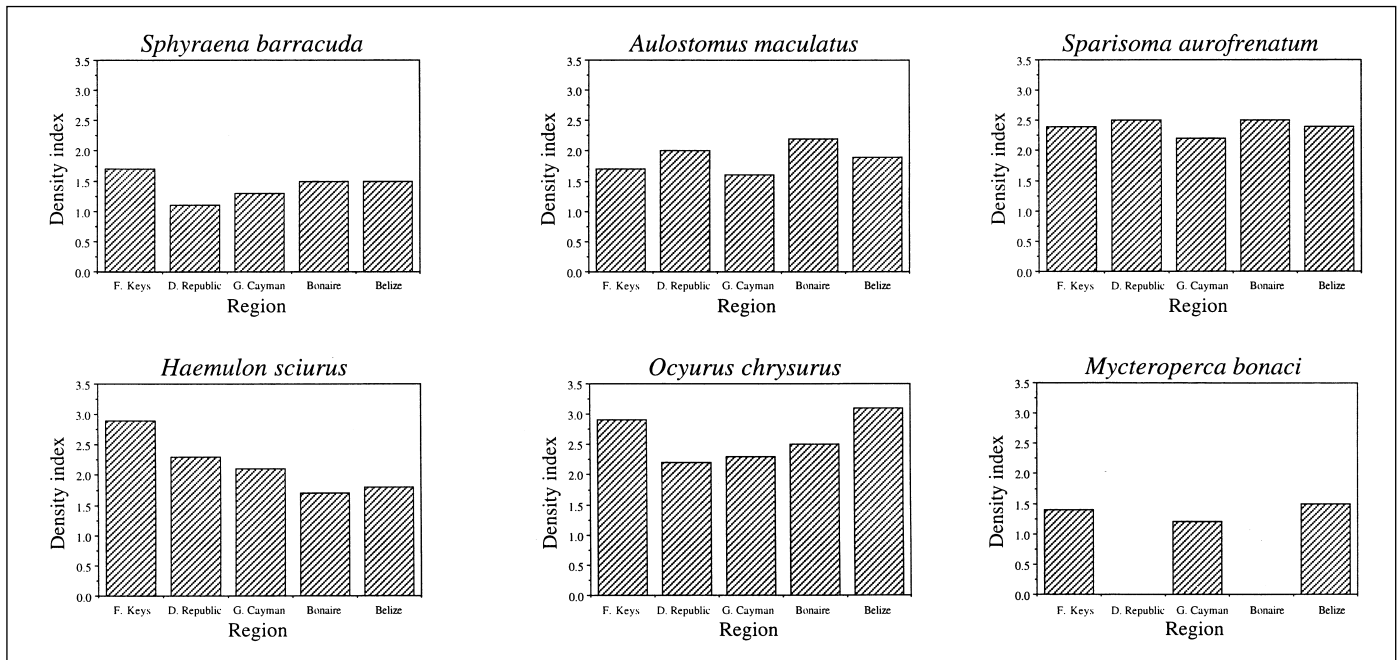 Sphyraena barracuda
Density index
3.5
3.0
2.5
2.0
1.5
1.0
0.5
0.0
F. Keys D. Republic G. Cayman Bonaire Belize
Region
Aulostomus maculatus
Density index
3.5
3.0
2.5
2.0
1.5
1.0
0.5
0.0
F. Keys D. Republic G. Cayman Bonaire Belize
Region
Sparisoma aurofrenatum
Density index
3.5
3.0
2.5
2.0
1.5
1.0
0.5
0.0
F. Keys D. Republic G. Cayman Bonaire Belize
Region
Haemulon sciurus
Density index
3.5
3.0
2.5
2.0
1.5
1.0
0.5
0.0
F. Keys D. Republic G. Cayman Bonaire Belize
Region
Ocyurus chrysurus
Density index
3.5
3.0
2.5
2.0
1.5
1.0
0.5
0.0
F. Keys D. Republic G. Cayman Bonaire Belize
Region
Mycteroperca bonaci
Density index
3.5
3.0
2.5
2.0
1.5
1.0
0.5
0.0
F. Keys D. Republic G. Cayman Bonaire Belize
Region